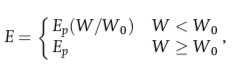 E = { E_p(W/W_0)   W < W_0
E_p   W ≥ W_0 ,